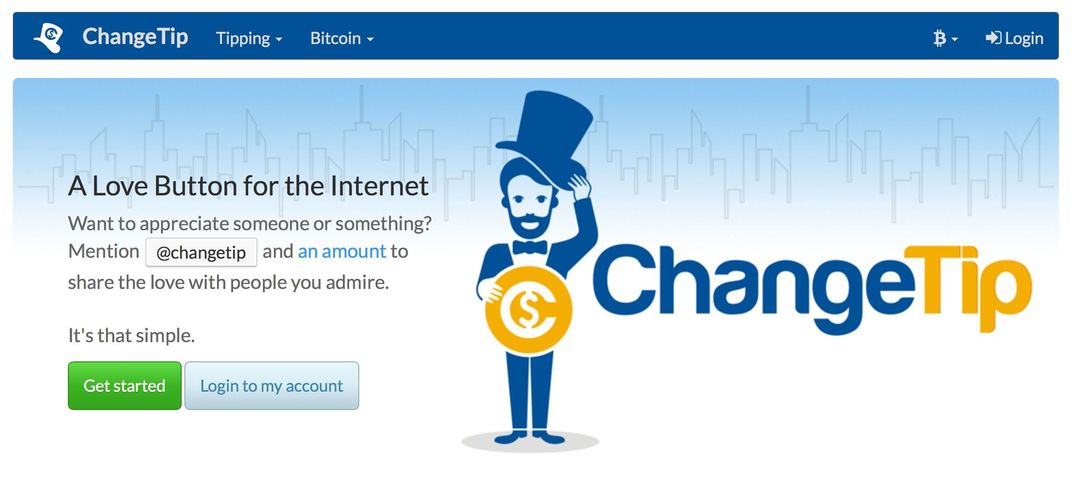 ChangeTip Tipping Bitcoin ₿ Login
A Love Button for the Internet
Want to appreciate someone or something?
Mention @changetip and an amount to
share the love with people you admire.
It's that simple.
Get started Login to my account
ChangeTip